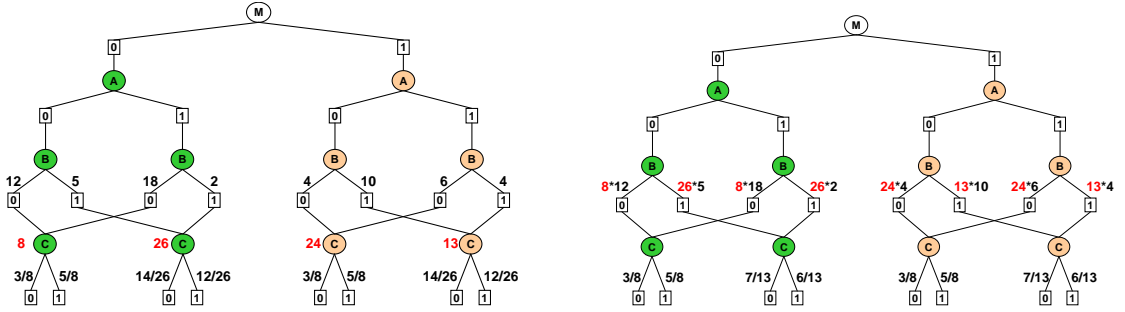 M
0 1
A A
0 1 0 1
B B B B
12 5 18 2 4 10 6 4
0 1 0 1 0 1 0 1
8 C 26 C 24 C 13 C
3/8 5/8 14/26 12/26 3/8 5/8 14/26 12/26
0 1 0 1 0 1 0 1
M
0 1
A A
0 1 0 1
B B B B
8*12 26*5 8*18 26*2 24*4 13*10 24*6 13*4
0 1 0 1 0 1 0 1
C C C C
3/8 5/8 7/13 6/13 3/8 5/8 7/13 6/13
0 1 0 1 0 1 0 1